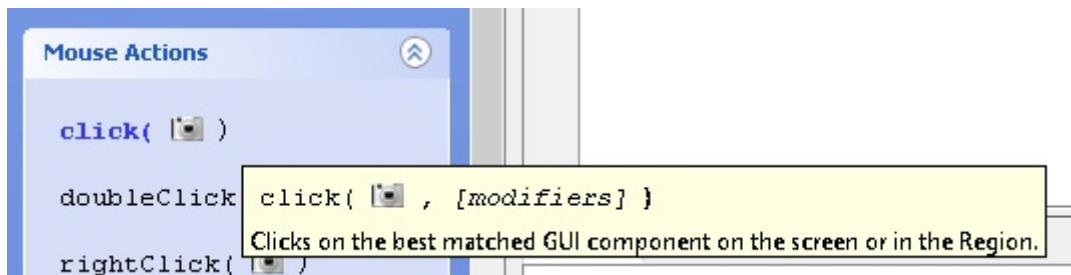 Mouse Actions
click( )
doubleClick
click( , [modifiers] )
Clicks on the best matched GUI component on the screen or in the Region.
rightClick( )